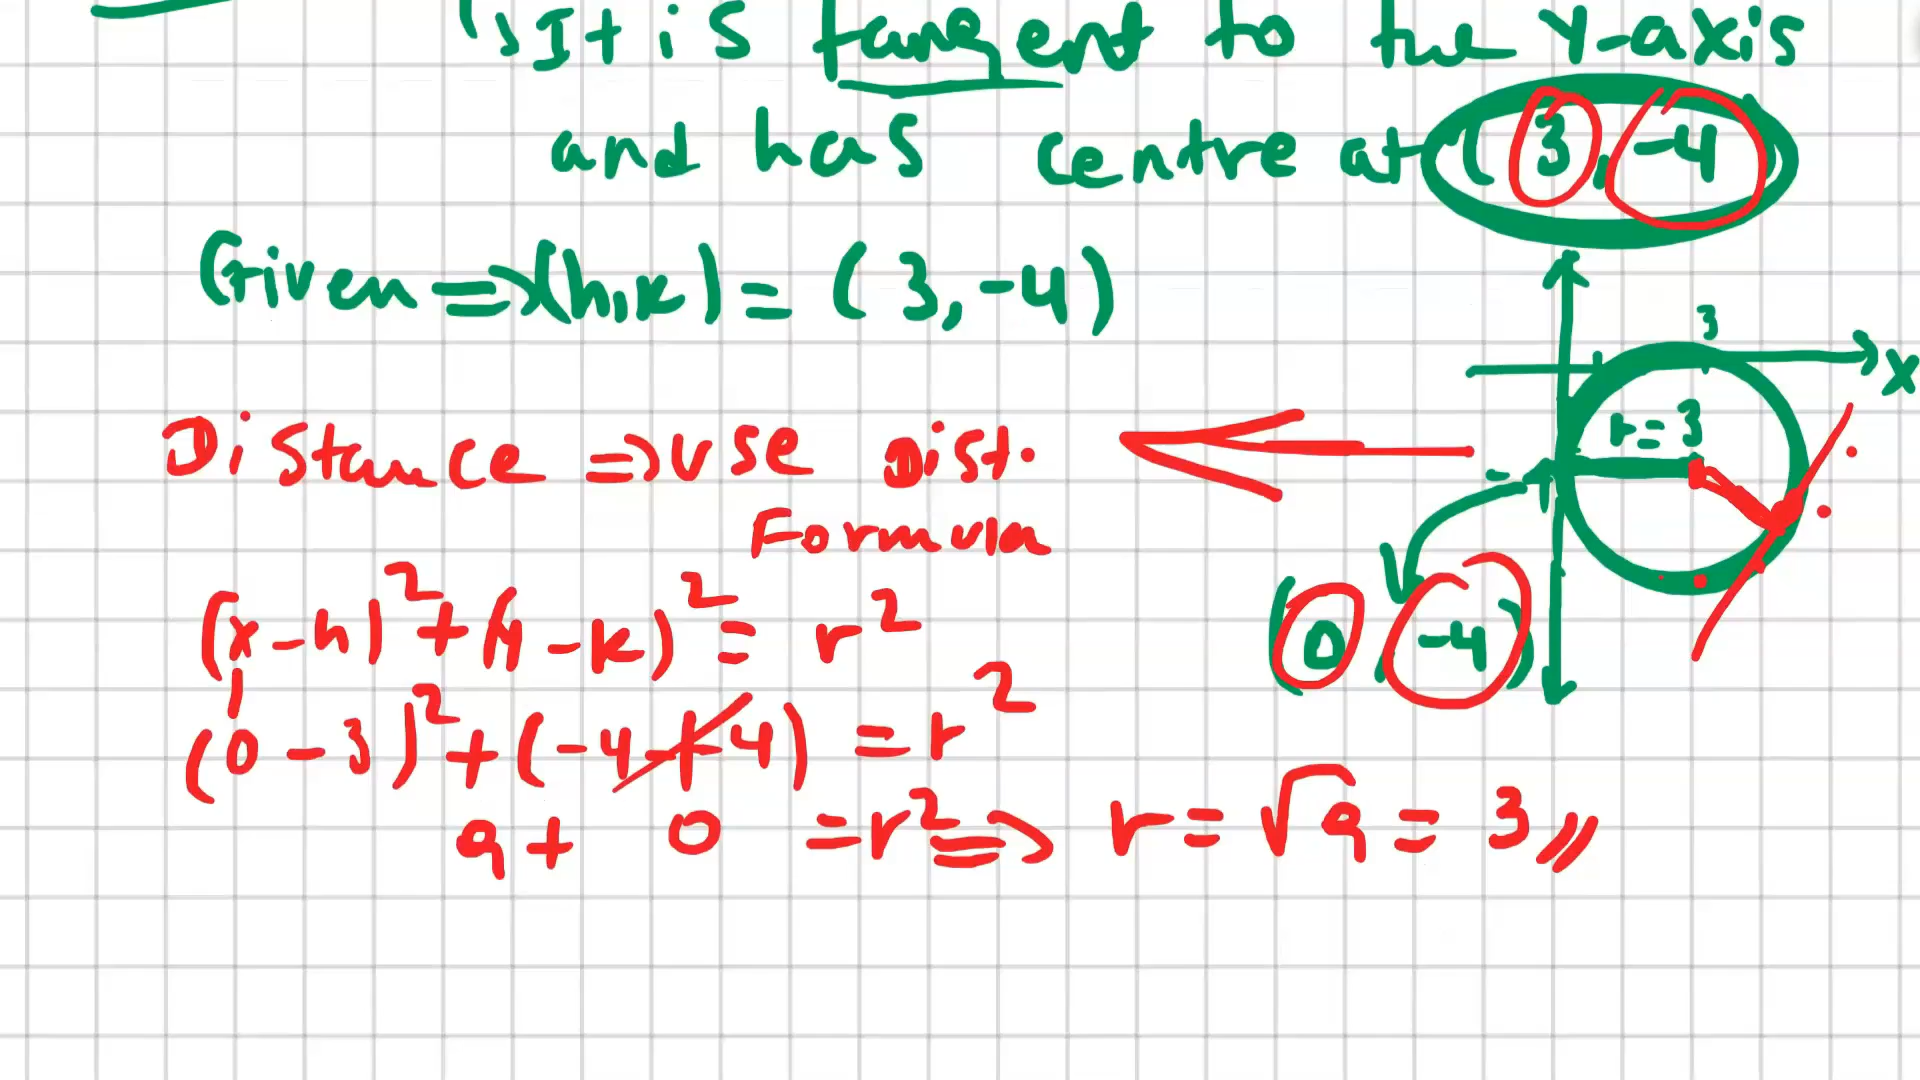 It is tangent to the Y-axis
and has centre at (3, -4)
Given => (h,k) = (3, -4)
3
x
r = 3
Distance => Use Dist.
Formula
(0, -4)
(x - h)² + (y - k)² = r²
(0 - 3)² + (-4 + 4) = r²
9 + 0 = r² => r = √9 = 3 //